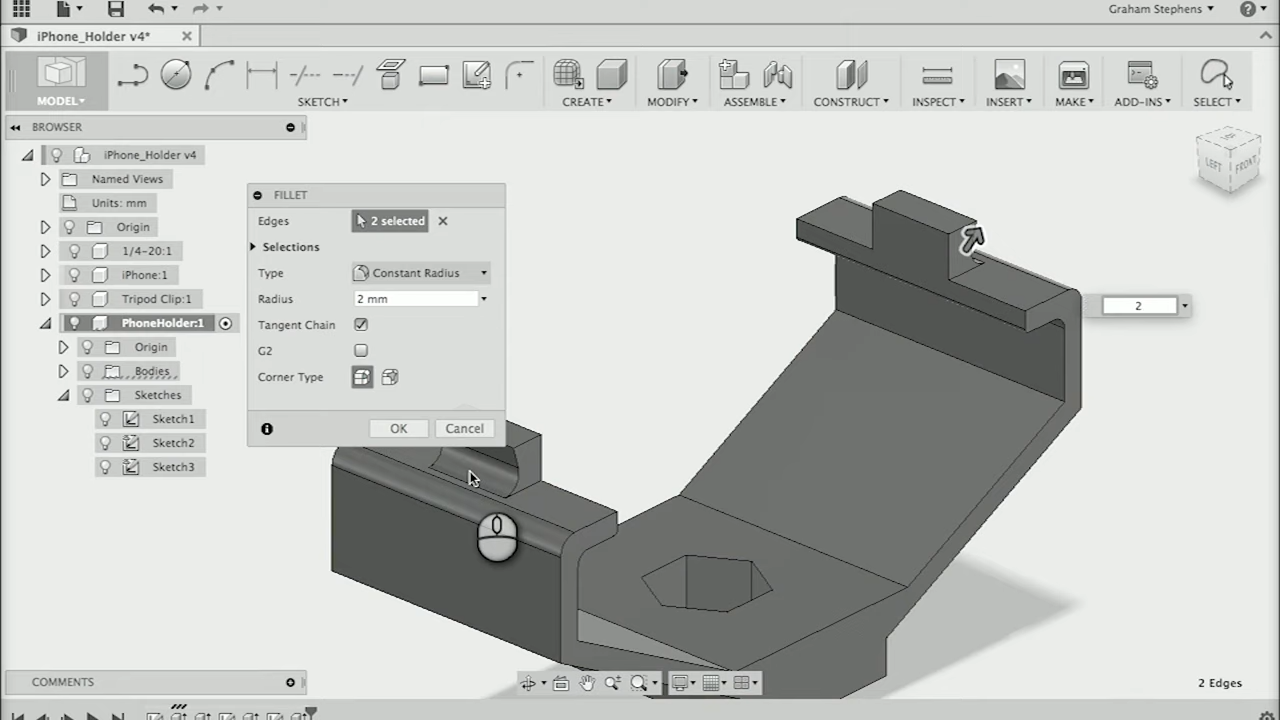 Graham Stephens
iPhone_Holder v4*
MODEL
SKETCH
CREATE
MODIFY
ASSEMBLE
CONSTRUCT
INSPECT
INSERT
MAKE
ADD-INS
SELECT
BROWSER
iPhone_Holder v4
Named Views
Units: mm
Origin
1/4-20:1
iPhone:1
Tripod Clip:1
PhoneHolder:1
Origin
Bodies
Sketches
Sketch1
Sketch2
Sketch3
FILLET
Edges 2 selected
Selections
Type Constant Radius
Radius 2 mm
Tangent Chain
G2
Corner Type
OK Cancel
2
LEFT FRONT
COMMENTS
2 Edges